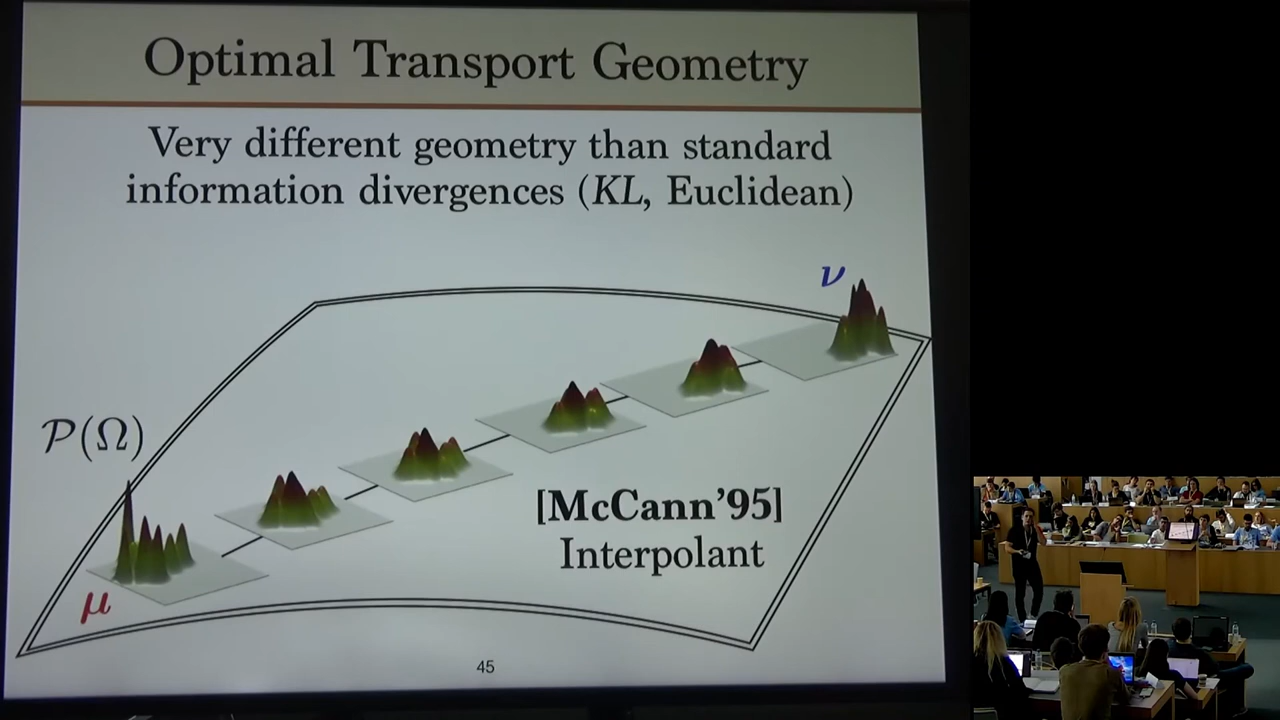 Optimal Transport Geometry
Very different geometry than standard
information divergences (KL, Euclidean)
ν
𝒫(Ω)
[McCann'95]
Interpolant
μ
45